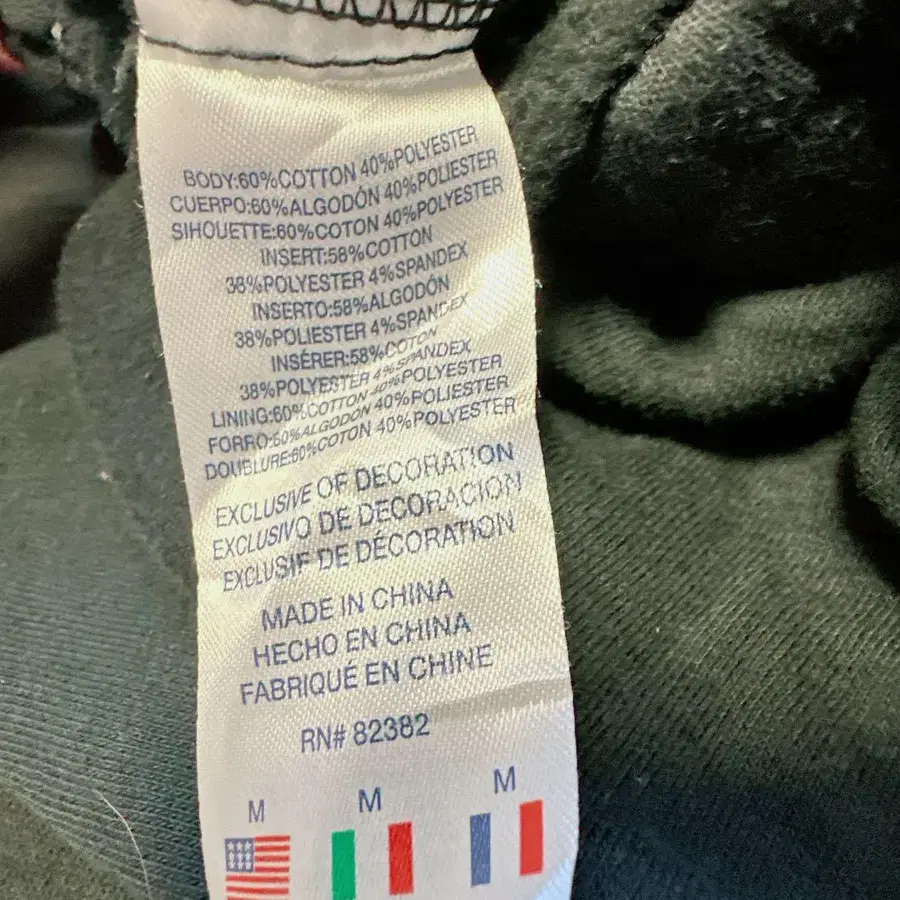 BODY:60%COTTON 40%POLYESTER
CUERPO:60%ALGODÓN 40%POLIESTER
SIHOUETTE:60%COTON 40%POLYESTER
INSERT:58%COTTON
38%POLYESTER 4%SPANDEX
INSERTO:58%ALGODÓN
38%POLIESTER 4%SPANDEX
INSÉRER:58%COTON
38%POLYESTER 4%SPANDEX
LINING:60%COTTON 40%POLYESTER
FORRO:60%ALGODÓN 40%POLIESTER
DOUBLURE:60%COTON 40%POLYESTER
EXCLUSIVE OF DECORATION
EXCLUSIVO DE DECORACION
EXCLUSIF DE DÉCORATION
MADE IN CHINA
HECHO EN CHINA
FABRIQUÉ EN CHINE
RN# 82382
M M M